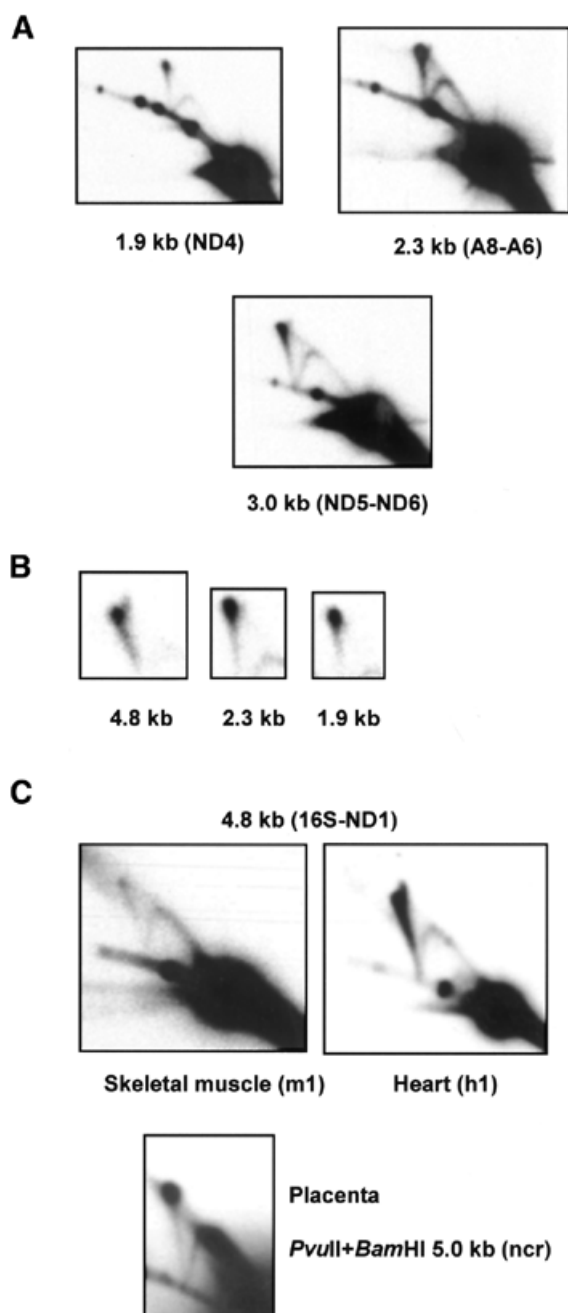 A
1.9 kb (ND4)
2.3 kb (A8-A6)
3.0 kb (ND5-ND6)
B
4.8 kb
2.3 kb
1.9 kb
C
4.8 kb (16S-ND1)
Skeletal muscle (m1)
Heart (h1)
Placenta
PvuII+BamHI 5.0 kb (ncr)